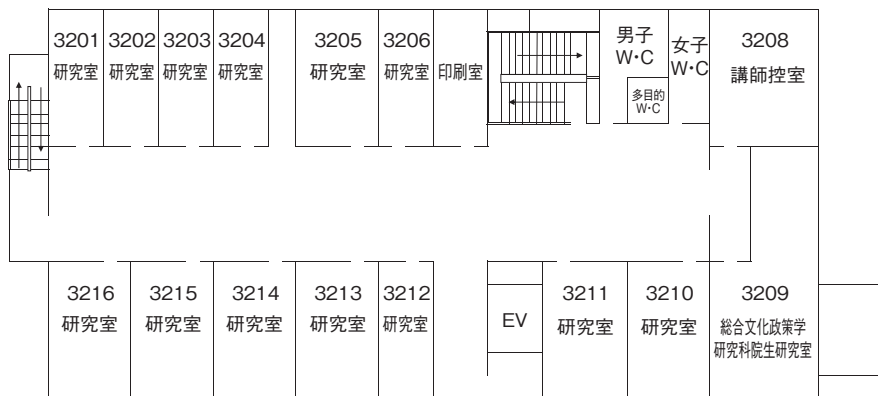 3201
研究室
3202
研究室
3203
研究室
3204
研究室
3205
研究室
3206
研究室
印刷室
男子
W・C
多目的
W・C
女子
W・C
3208
講師控室
3216
研究室
3215
研究室
3214
研究室
3213
研究室
3212
研究室
EV
3211
研究室
3210
研究室
3209
総合文化政策学
研究科院生研究室